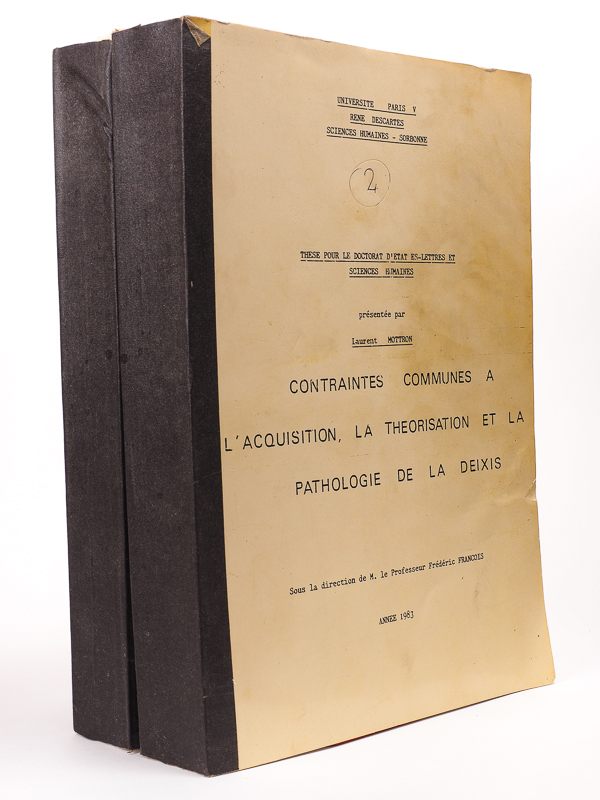 UNIVERSITE PARIS V
RENE DESCARTES
SCIENCES HUMAINES - SORBONNE
2
THESE POUR LE DOCTORAT D'ETAT ES-LETTRES ET
SCIENCES HUMAINES
présentée par
Laurent MOTTRON
CONTRAINTES COMMUNES A
L'ACQUISITION, LA THEORISATION ET LA
PATHOLOGIE DE LA DEIXIS
Sous la direction de M. le Professeur Frédéric FRANCOIS
ANNEE 1983